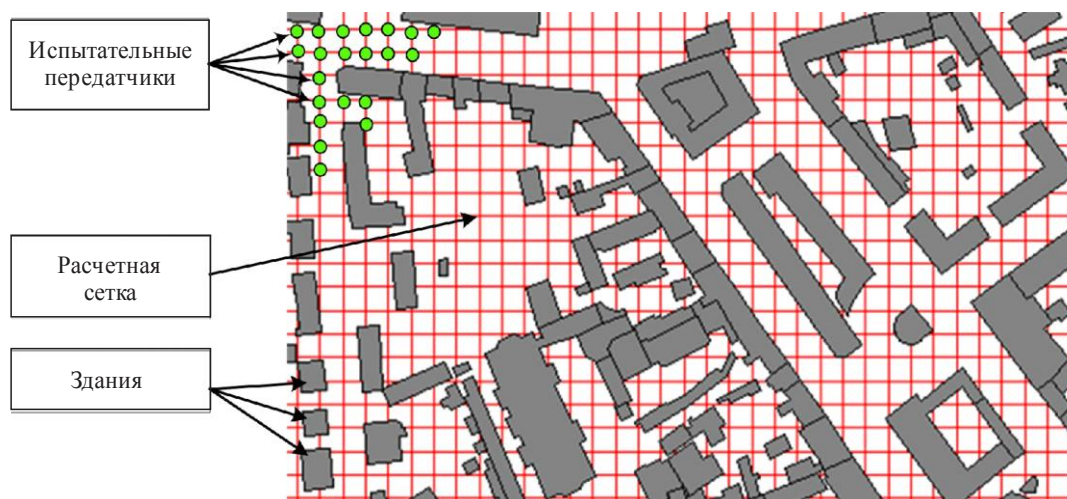 Испытательные
передатчики
Расчетная
сетка
Здания